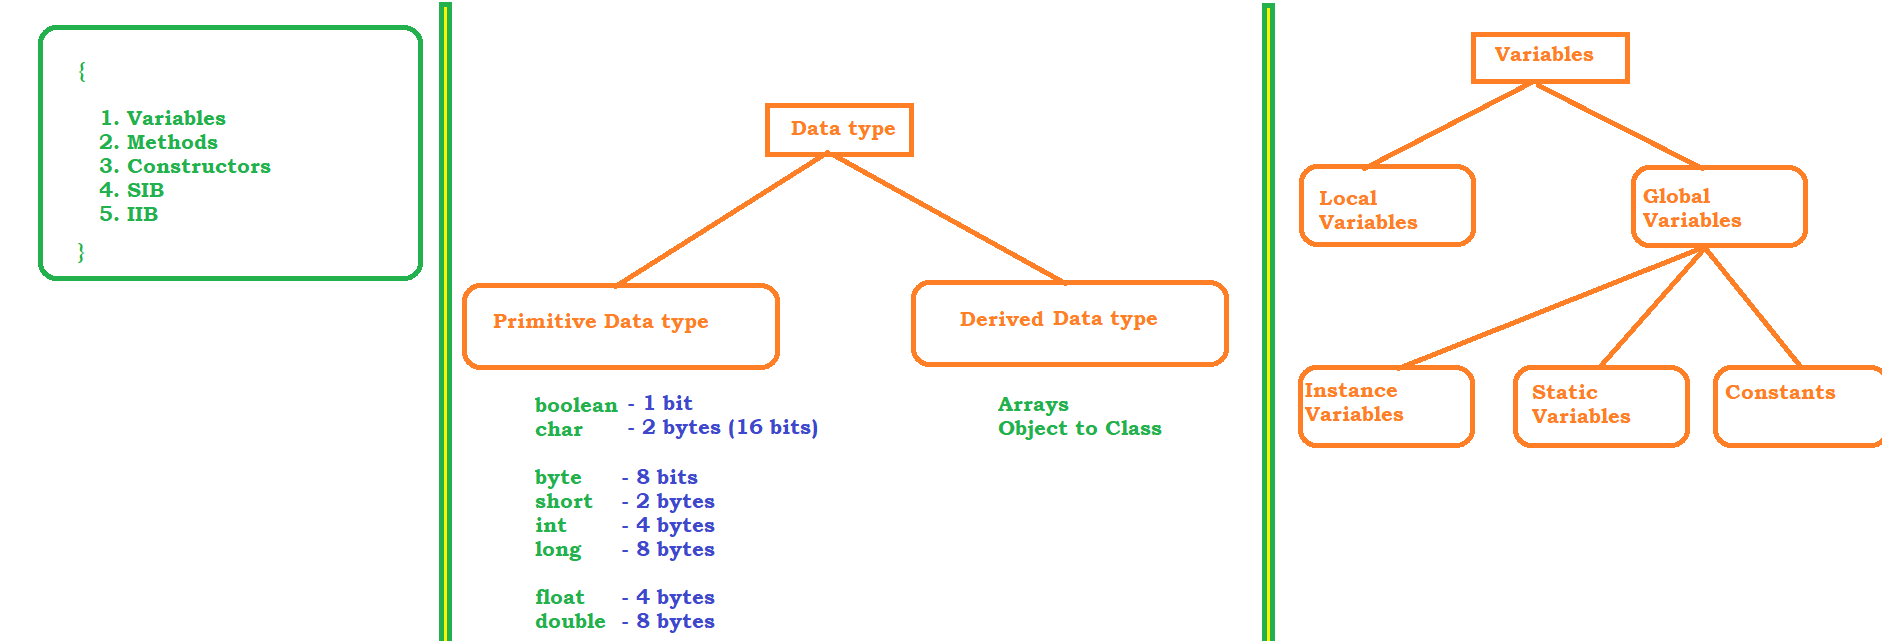 {
1. Variables
2. Methods
3. Constructors
4. SIB
5. IIB
}
Data type
Primitive Data type
Derived Data type
boolean - 1 bit
char - 2 bytes (16 bits)
byte - 8 bits
short - 2 bytes
int - 4 bytes
long - 8 bytes
float - 4 bytes
double - 8 bytes
Arrays
Object to Class
Variables
Local
Variables
Global
Variables
Instance
Variables
Static
Variables
Constants